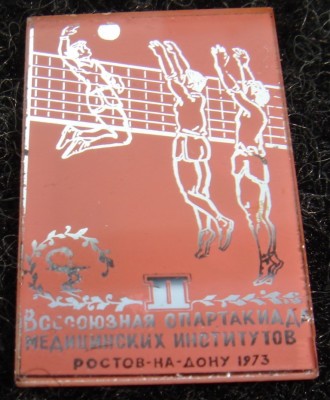 II
ВСЕСОЮЗНАЯ СПАРТАКИАДА
МЕДИЦИНСКИХ ИНСТИТУТОВ
РОСТОВ-НА-ДОНУ 1973